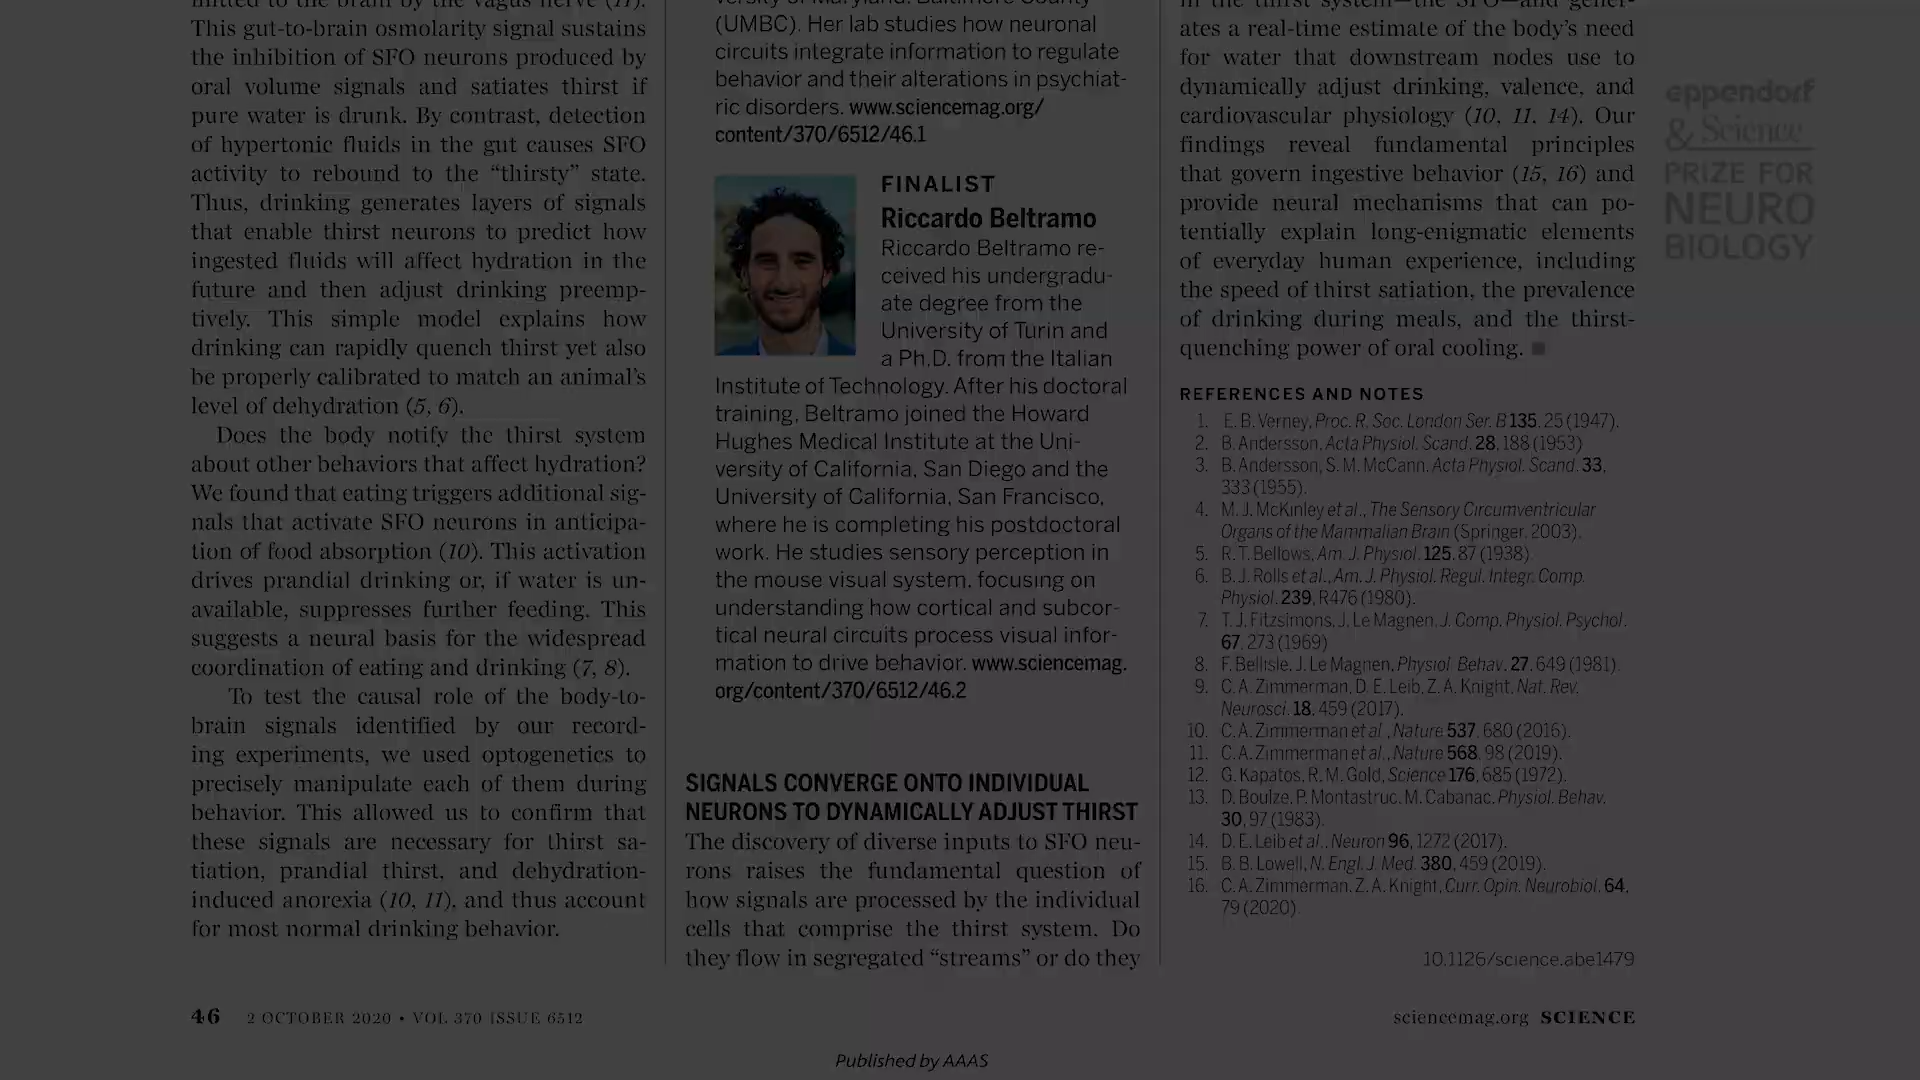 mitted to the brain by the vagus nerve (11).
This gut-to-brain osmolarity signal sustains
the inhibition of SFO neurons produced by
oral volume signals and satiates thirst if
pure water is drunk. By contrast, detection
of hypertonic fluids in the gut causes SFO
activity to rebound to the “thirsty” state.
Thus, drinking generates layers of signals
that enable thirst neurons to predict how
ingested fluids will affect hydration in the
future and then adjust drinking preemp-
tively. This simple model explains how
drinking can rapidly quench thirst yet also
be properly calibrated to match an animal’s
level of dehydration (5, 6).
Does the body notify the thirst system
about other behaviors that affect hydration?
We found that eating triggers additional sig-
nals that activate SFO neurons in anticipa-
tion of food absorption (10). This activation
drives prandial drinking or, if water is un-
available, suppresses further feeding. This
suggests a neural basis for the widespread
coordination of eating and drinking (7, 8).
To test the causal role of the body-to-
brain signals identified by our record-
ing experiments, we used optogenetics to
precisely manipulate each of them during
behavior. This allowed us to confirm that
these signals are necessary for thirst sa-
tiation, prandial thirst, and dehydration-
induced anorexia (10, 11), and thus account
for most normal drinking behavior.
versity of Maryland, Baltimore County
(UMBC). Her lab studies how neuronal
circuits integrate information to regulate
behavior and their alterations in psychiat-
ric disorders. www.sciencemag.org/
content/370/6512/46.1
FINALIST
Riccardo Beltramo
Riccardo Beltramo re-
ceived his undergradu-
ate degree from the
University of Turin and
a Ph.D. from the Italian
Institute of Technology. After his doctoral
training, Beltramo joined the Howard
Hughes Medical Institute at the Uni-
versity of California, San Diego and the
University of California, San Francisco,
where he is completing his postdoctoral
work. He studies sensory perception in
the mouse visual system, focusing on
understanding how cortical and subcor-
tical neural circuits process visual infor-
mation to drive behavior. www.sciencemag.
org/content/370/6512/46.2
SIGNALS CONVERGE ONTO INDIVIDUAL
NEURONS TO DYNAMICALLY ADJUST THIRST
The discovery of diverse inputs to SFO neu-
rons raises the fundamental question of
how signals are processed by the individual
cells that comprise the thirst system. Do
they flow in segregated “streams” or do they
in the thirst system—the SFO—and gener-
ates a real-time estimate of the body’s need
for water that downstream nodes use to
dynamically adjust drinking, valence, and
cardiovascular physiology (10, 11, 14). Our
findings reveal fundamental principles
that govern ingestive behavior (15, 16) and
provide neural mechanisms that can po-
tentially explain long-enigmatic elements
of everyday human experience, including
the speed of thirst satiation, the prevalence
of drinking during meals, and the thirst-
quenching power of oral cooling. ■
REFERENCES AND NOTES
1. E. B. Verney, Proc. R. Soc. London Ser. B 135, 25 (1947).
2. B. Andersson, Acta Physiol. Scand. 28, 188 (1953)
3. B. Andersson, S. M. McCann, Acta Physiol. Scand. 33,
333 (1955).
4. M. J. McKinley et al., The Sensory Circumventricular
Organs of the Mammalian Brain (Springer, 2003).
5. R. T. Bellows, Am. J. Physiol. 125, 87 (1938).
6. B. J. Rolls et al., Am. J. Physiol. Regul. Integr. Comp.
Physiol. 239, R476 (1980).
7. T. J. Fitzsimons, J. Le Magnen, J. Comp. Physiol. Psychol.
67, 273 (1969)
8. F. Bellisle, J. Le Magnen, Physiol. Behav. 27, 649 (1981).
9. C. A. Zimmerman, D. E. Leib, Z. A. Knight, Nat. Rev.
Neurosci. 18, 459 (2017).
10. C. A. Zimmerman et al., Nature 537, 680 (2016).
11. C. A. Zimmerman et al., Nature 568, 98 (2019).
12. G. Kapatos, R. M. Gold, Science 176, 685 (1972).
13. D. Boulze, P. Montastruc, M. Cabanac, Physiol. Behav.
30, 97 (1983).
14. D. E. Leib et al., Neuron 96, 1272 (2017).
15. B. B. Lowell, N. Engl. J. Med. 380, 459 (2019).
16. C. A. Zimmerman, Z. A. Knight, Curr. Opin. Neurobiol. 64,
79 (2020).
10.1126/science.abe1479
eppendorf
& Science
PRIZE FOR
NEURO
BIOLOGY
46 2 OCTOBER 2020 • VOL 370 ISSUE 6512
sciencemag.org SCIENCE
Published by AAAS